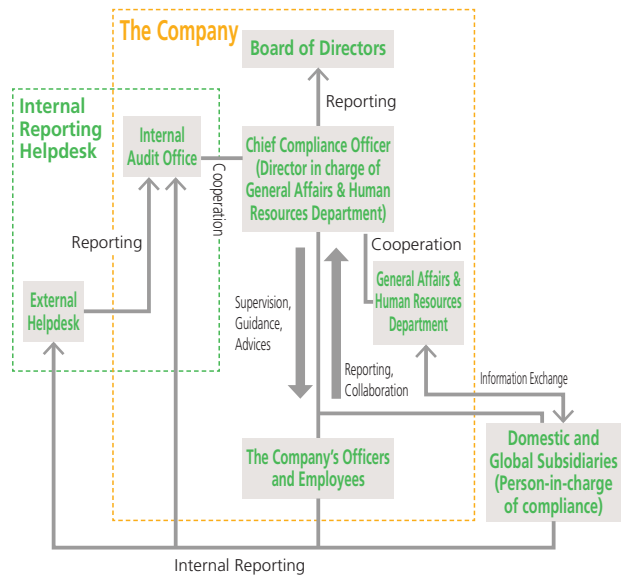 The Company
Board of Directors
Reporting
Internal
Reporting
Helpdesk
Internal
Audit Office
Cooperation
Chief Compliance Officer
(Director in charge of
General Affairs & Human
Resources Department)
Reporting
Cooperation
General Affairs &
Human Resources
Department
External
Helpdesk
Supervision,
Guidance,
Advices
Reporting,
Collaboration
Information Exchange
The Company's Officers
and Employees
Domestic and
Global Subsidiaries
(Person-in-charge
of compliance)
Internal Reporting